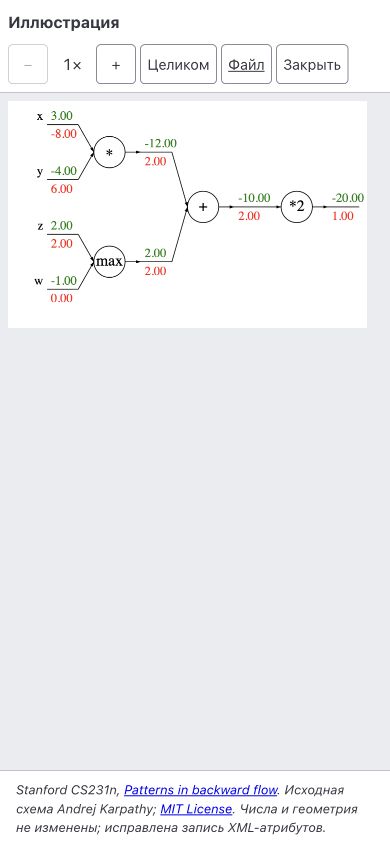 Иллюстрация
− 1× + Целиком Файл Закрыть
x 3.00
-8.00
*
-12.00
2.00
y -4.00
6.00
+
-10.00
2.00
*2
-20.00
1.00
z 2.00
2.00
max
2.00
2.00
w -1.00
0.00
Stanford CS231n, Patterns in backward flow. Исходная
схема Andrej Karpathy; MIT License. Числа и геометрия
не изменены; исправлена запись XML-атрибутов.